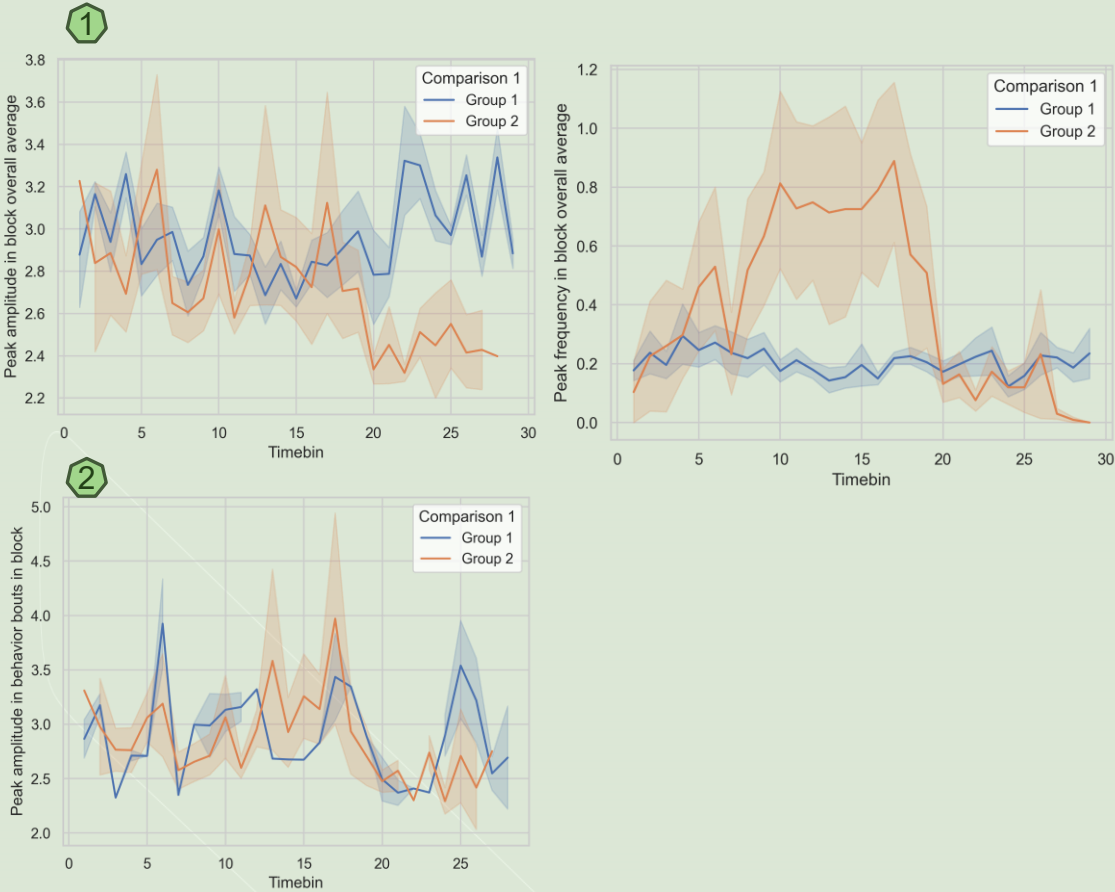 1
Peak amplitude in block overall average
3.8
3.6
3.4
3.2
3.0
2.8
2.6
2.4
2.2
Comparison 1
Group 1
Group 2
0 5 10 15 20 25 30
Timebin
Peak frequency in block overall average
1.2
1.0
0.8
0.6
0.4
0.2
0.0
Comparison 1
Group 1
Group 2
0 5 10 15 20 25 30
Timebin
2
Peak amplitude in behavior bouts in block
5.0
4.5
4.0
3.5
3.0
2.5
2.0
Comparison 1
Group 1
Group 2
0 5 10 15 20 25
Timebin